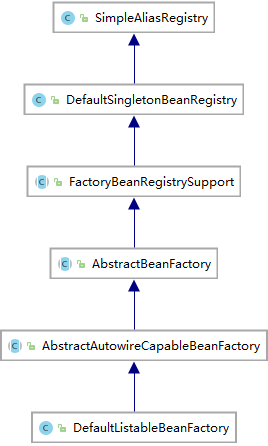 SimpleAliasRegistry
DefaultSingletonBeanRegistry
FactoryBeanRegistrySupport
AbstractBeanFactory
AbstractAutowireCapableBeanFactory
DefaultListableBeanFactory